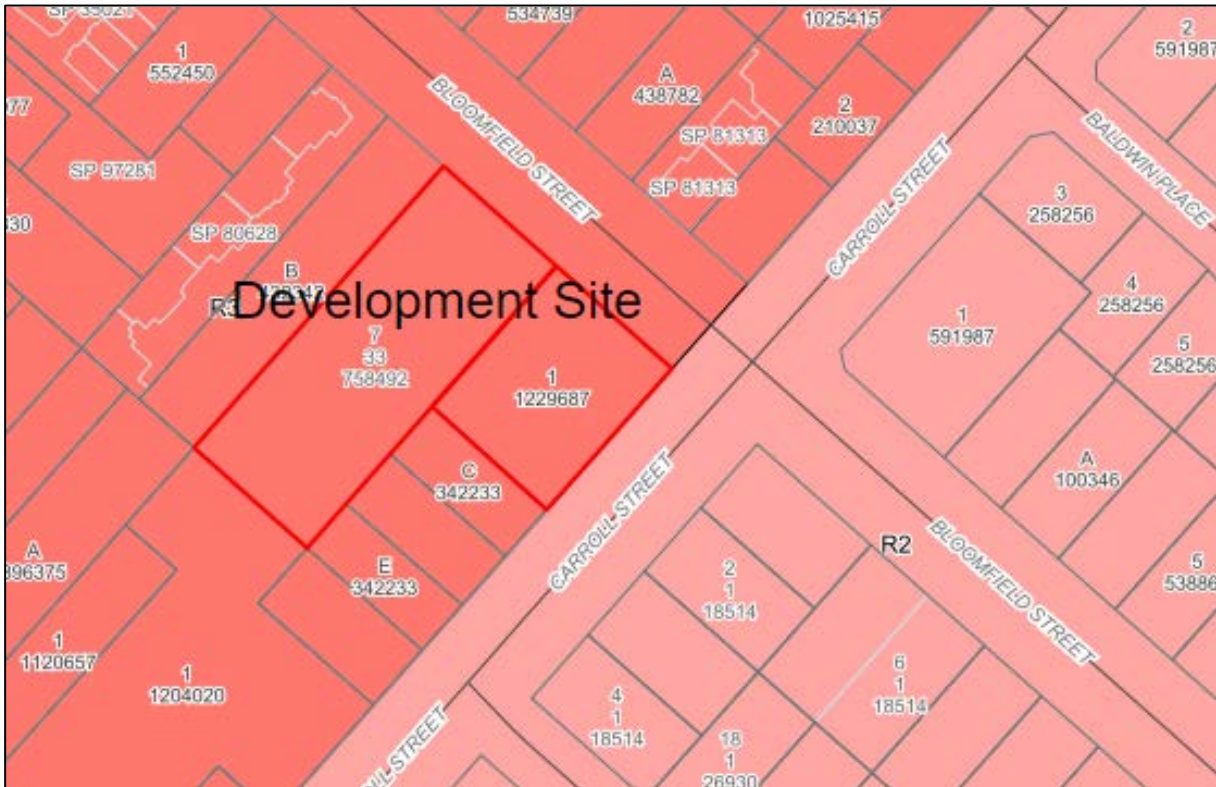 534739
1025415
2
591987
1
552450
A
438782
2
210037
BLOOMFIELD STREET
SP 81313
SP 81313
CARROLL STREET
BALDWIN PLACE
SP 97281
3
258256
4
258256
5
258256
SP 80628
B
Development Site
7
33
758492
1
1229687
1
591987
C
342233
A
100346
CARROLL STREET
R2
BLOOMFIELD STREET
A
E
342233
2
1
18514
5
1
1120657
1
1204020
6
1
18514
4
1
18514
18
1
26930